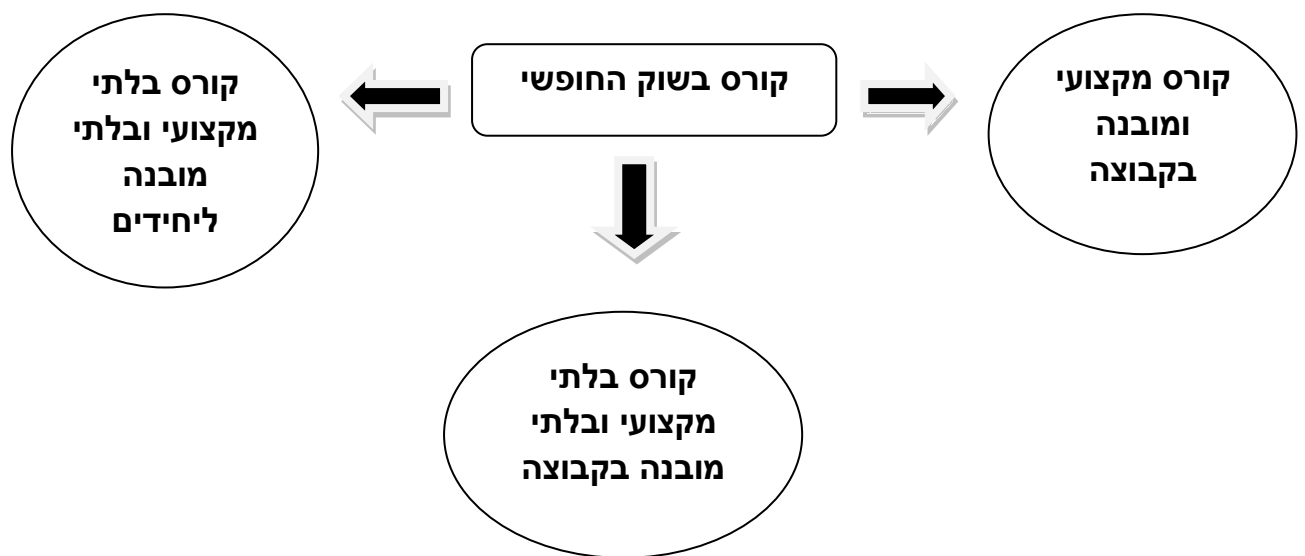 קורס בשוק החופשי
קורס מקצועי
ומובנה
בקבוצה
קורס בלתי
מקצועי ובלתי
מובנה בקבוצה
קורס בלתי
מקצועי ובלתי
מובנה
ליחידים